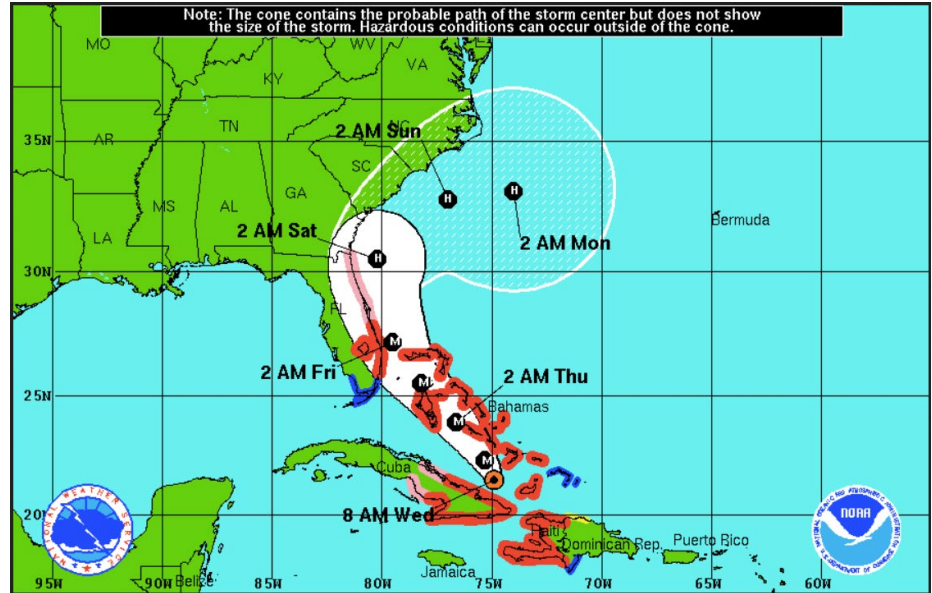 Note: The cone contains the probable path of the storm center but does not show
the size of the storm. Hazardous conditions can occur outside of the cone.
MO
WV
VA
KY
TN
NC
2 AM Sun
35N
AR
SC
MS
AL
GA
LA
2 AM Sat
H
H
2 AM Mon
Bermuda
H
30N
FL
M
2 AM Fri
M
2 AM Thu
25N
Bahamas
M
M
Cuba
8 AM Wed
20N
Haiti
Dominican Rep.
Puerto Rico
Jamaica
Belize
95W
90W
85W
80W
75W
70W
65W
60W
NATIONAL WEATHER SERVICE
NOAA